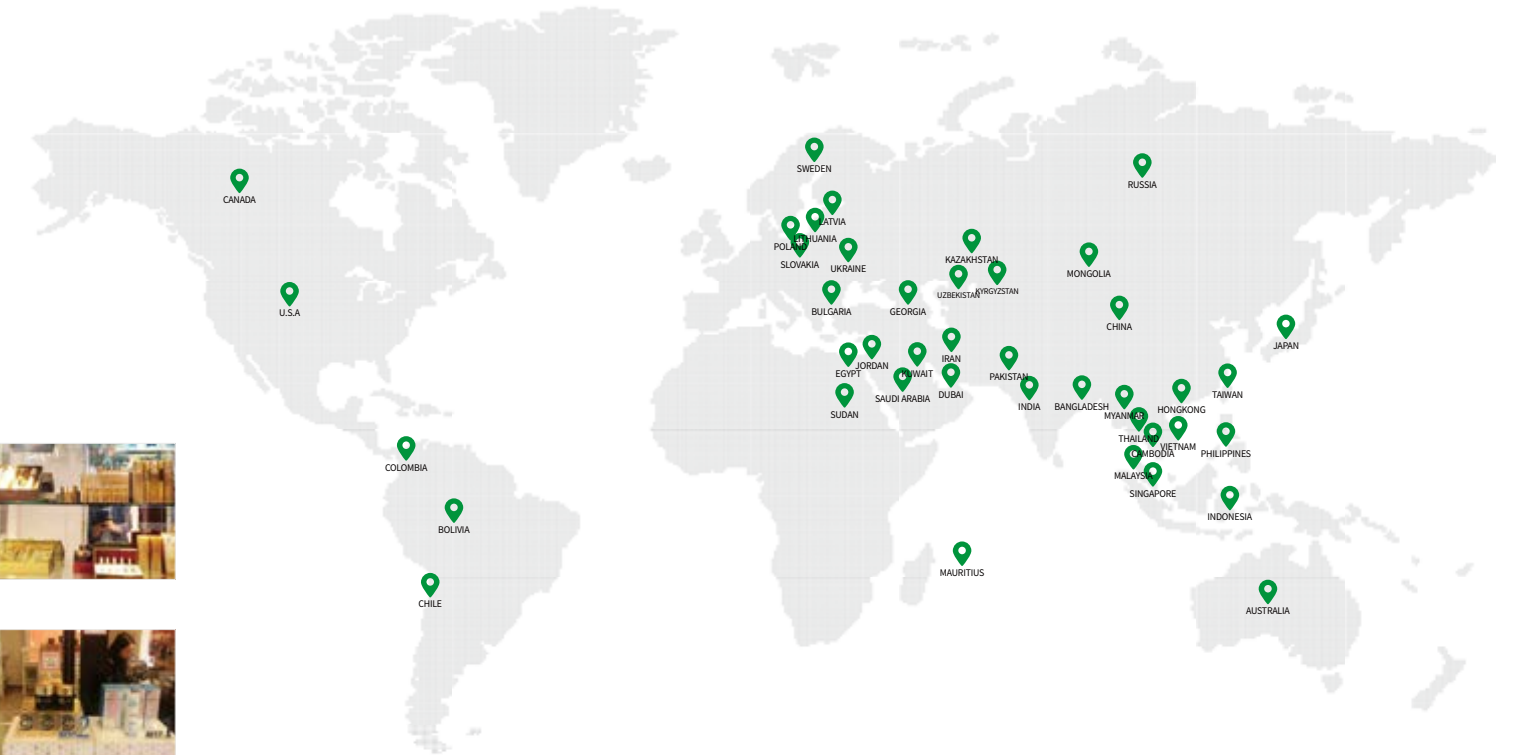 SWEDEN
RUSSIA
CANADA
LATVIA
LITHUANIA
POLAND
SLOVAKIA
UKRAINE
KAZAKHSTAN
MONGOLIA
UZBEKISTAN
KYRGYZSTAN
U.S.A
BULGARIA
GEORGIA
CHINA
JAPAN
IRAN
JORDAN
EGYPT
KUWAIT
PAKISTAN
SAUDI ARABIA
DUBAI
TAIWAN
SUDAN
INDIA
BANGLADESH
HONGKONG
MYANMAR
THAILAND
VIETNAM
CAMBODIA
PHILIPPINES
COLOMBIA
MALAYSIA
SINGAPORE
INDONESIA
BOLIVIA
MAURITIUS
CHILE
AUSTRALIA